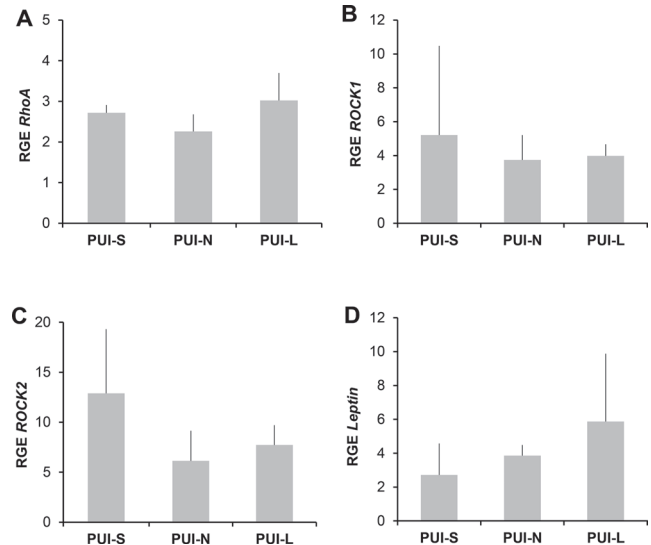 A
5
4
3
2
1
0
RGE RhoA
PUI-S PUI-N PUI-L
B
12
10
8
6
4
2
0
RGE ROCK1
PUI-S PUI-N PUI-L
C
20
15
10
5
0
RGE ROCK2
PUI-S PUI-N PUI-L
D
12
10
8
6
4
2
0
RGE Leptin
PUI-S PUI-N PUI-L